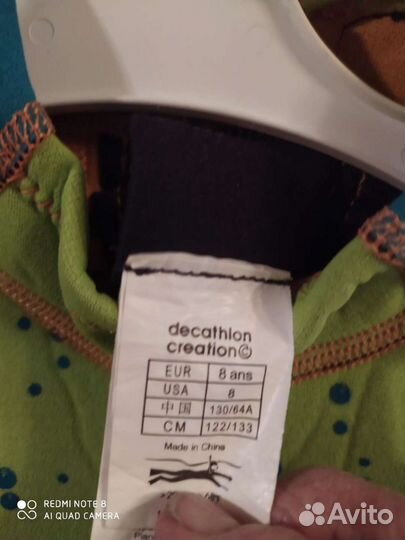 decathlon
creation©
EUR 8 ans
USA 8
中国 130/64A
CM 122/133
Made in China
REDMI NOTE 8
AI QUAD CAMERA
Avito